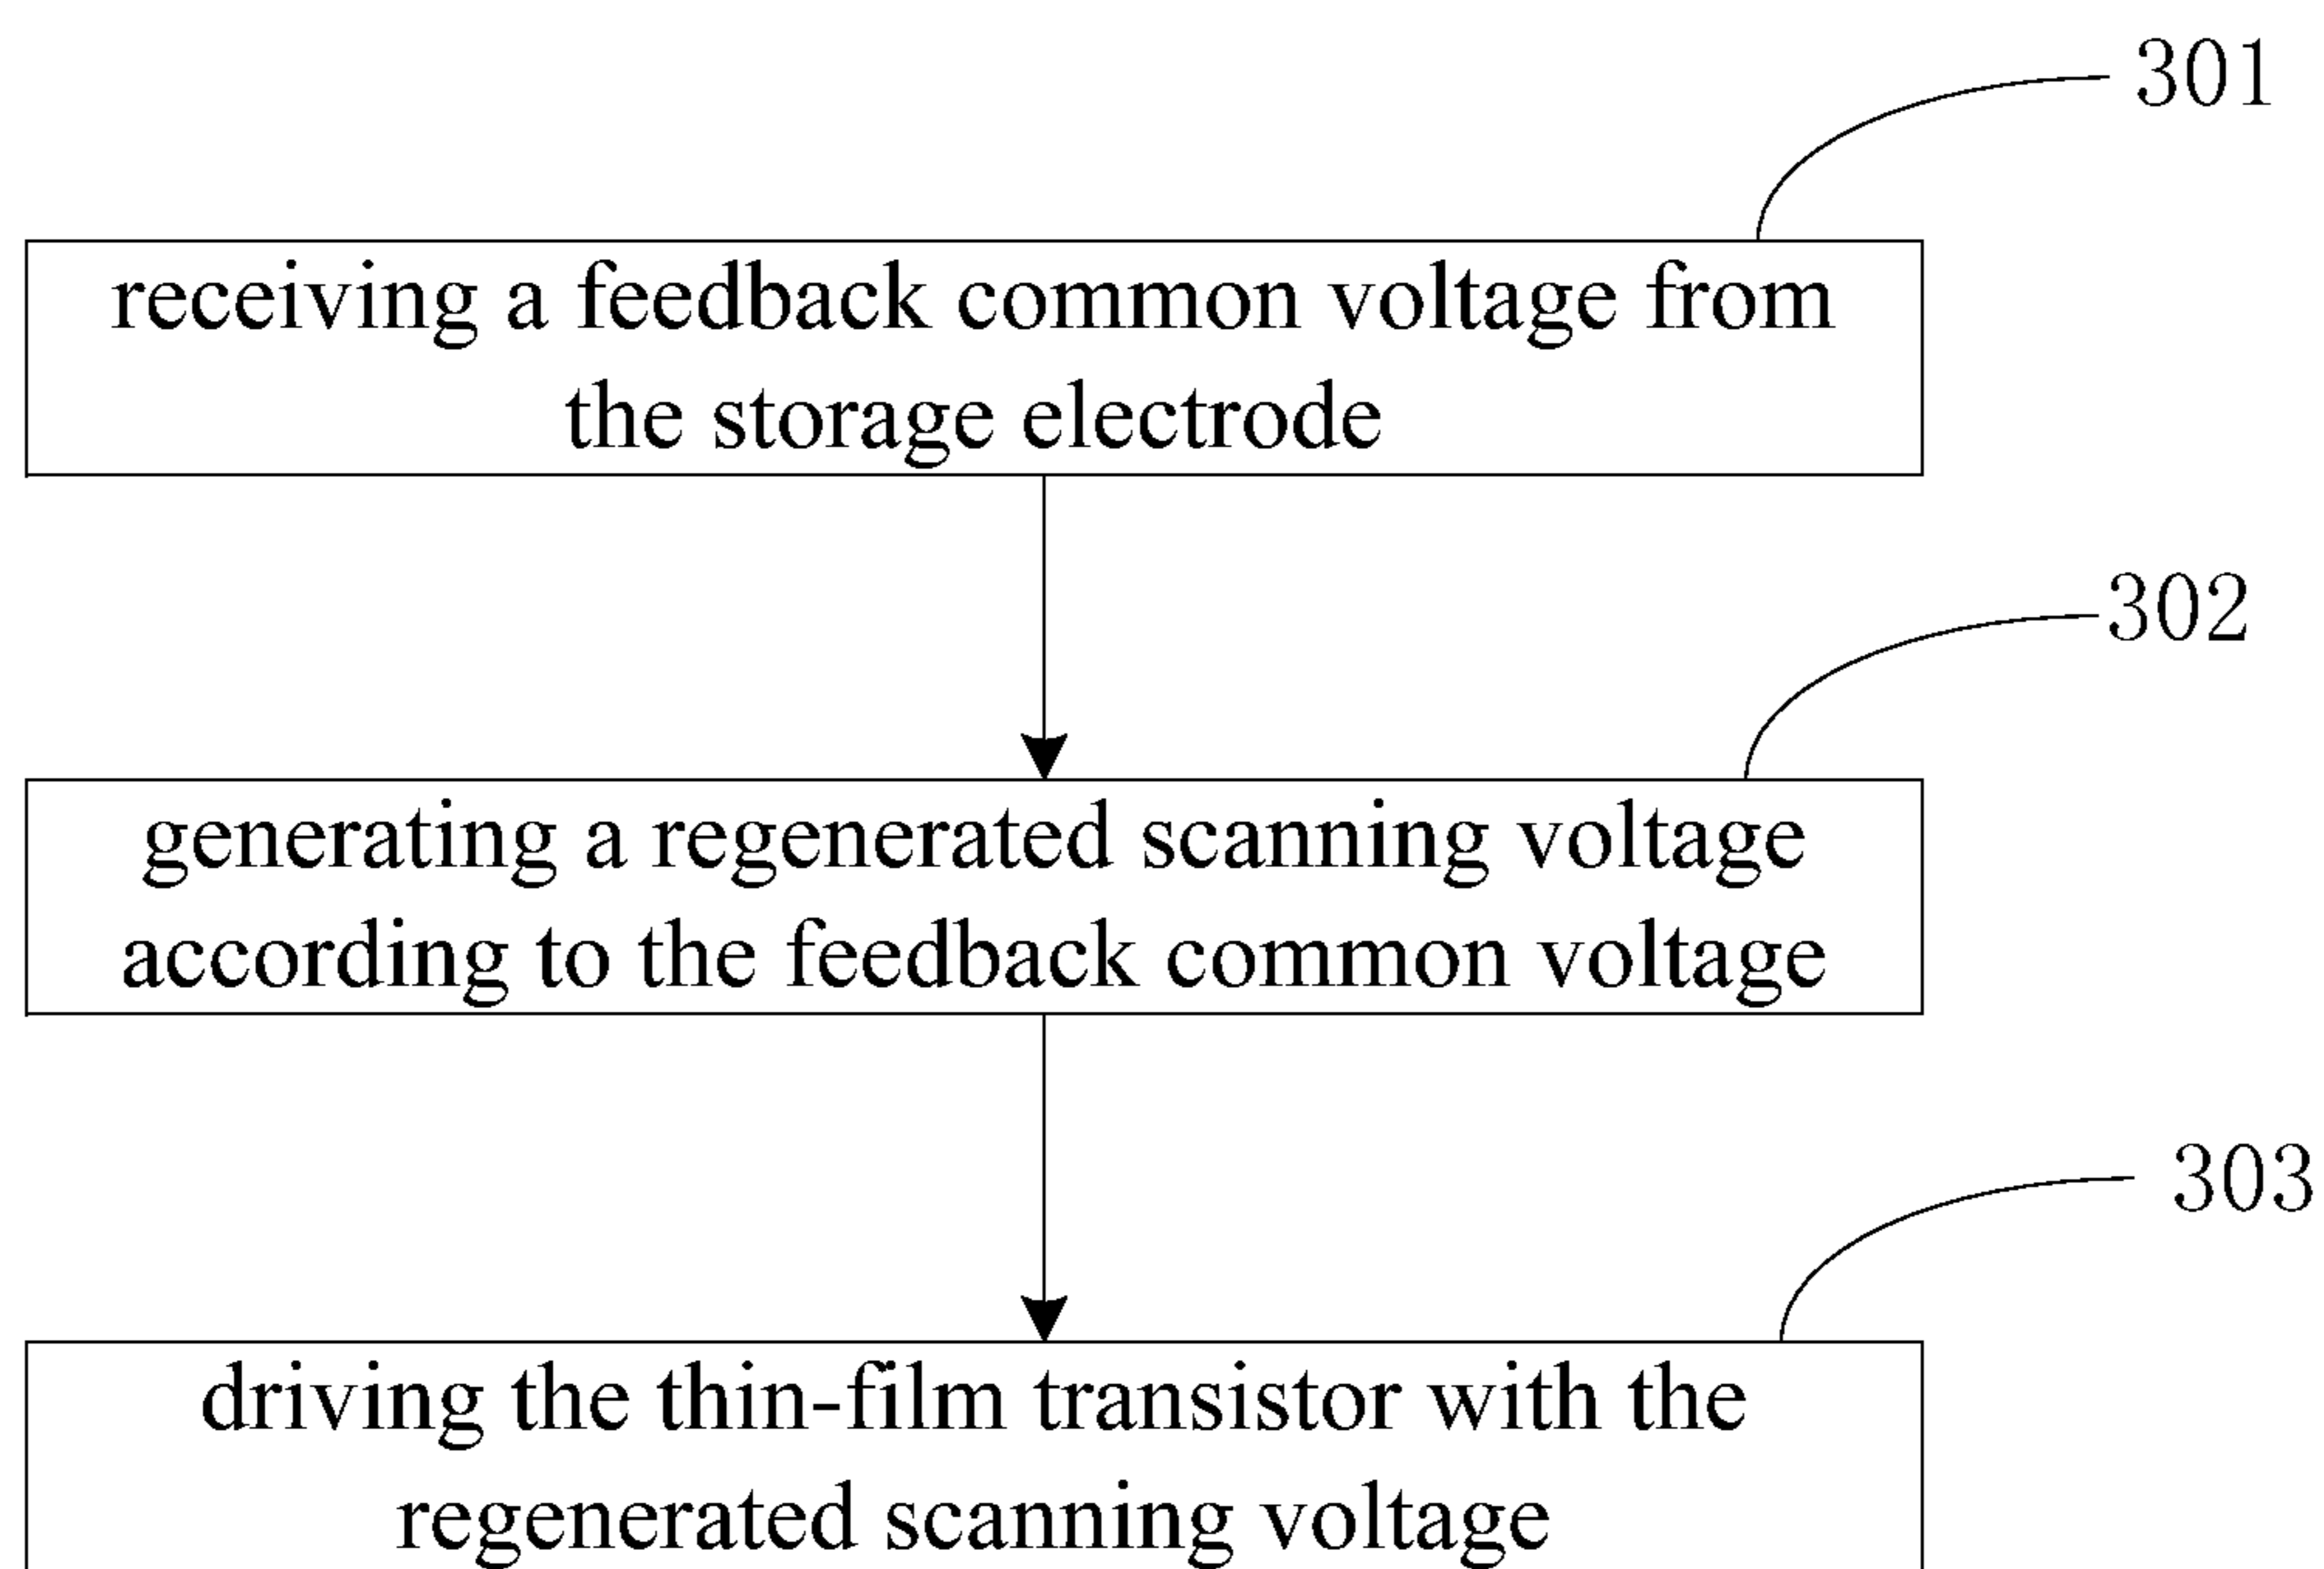 301
receiving a feedback common voltage from
the storage electrode
302
generating a regenerated scanning voltage
according to the feedback common voltage
303
driving the thin-film transistor with the
regenerated scanning voltage